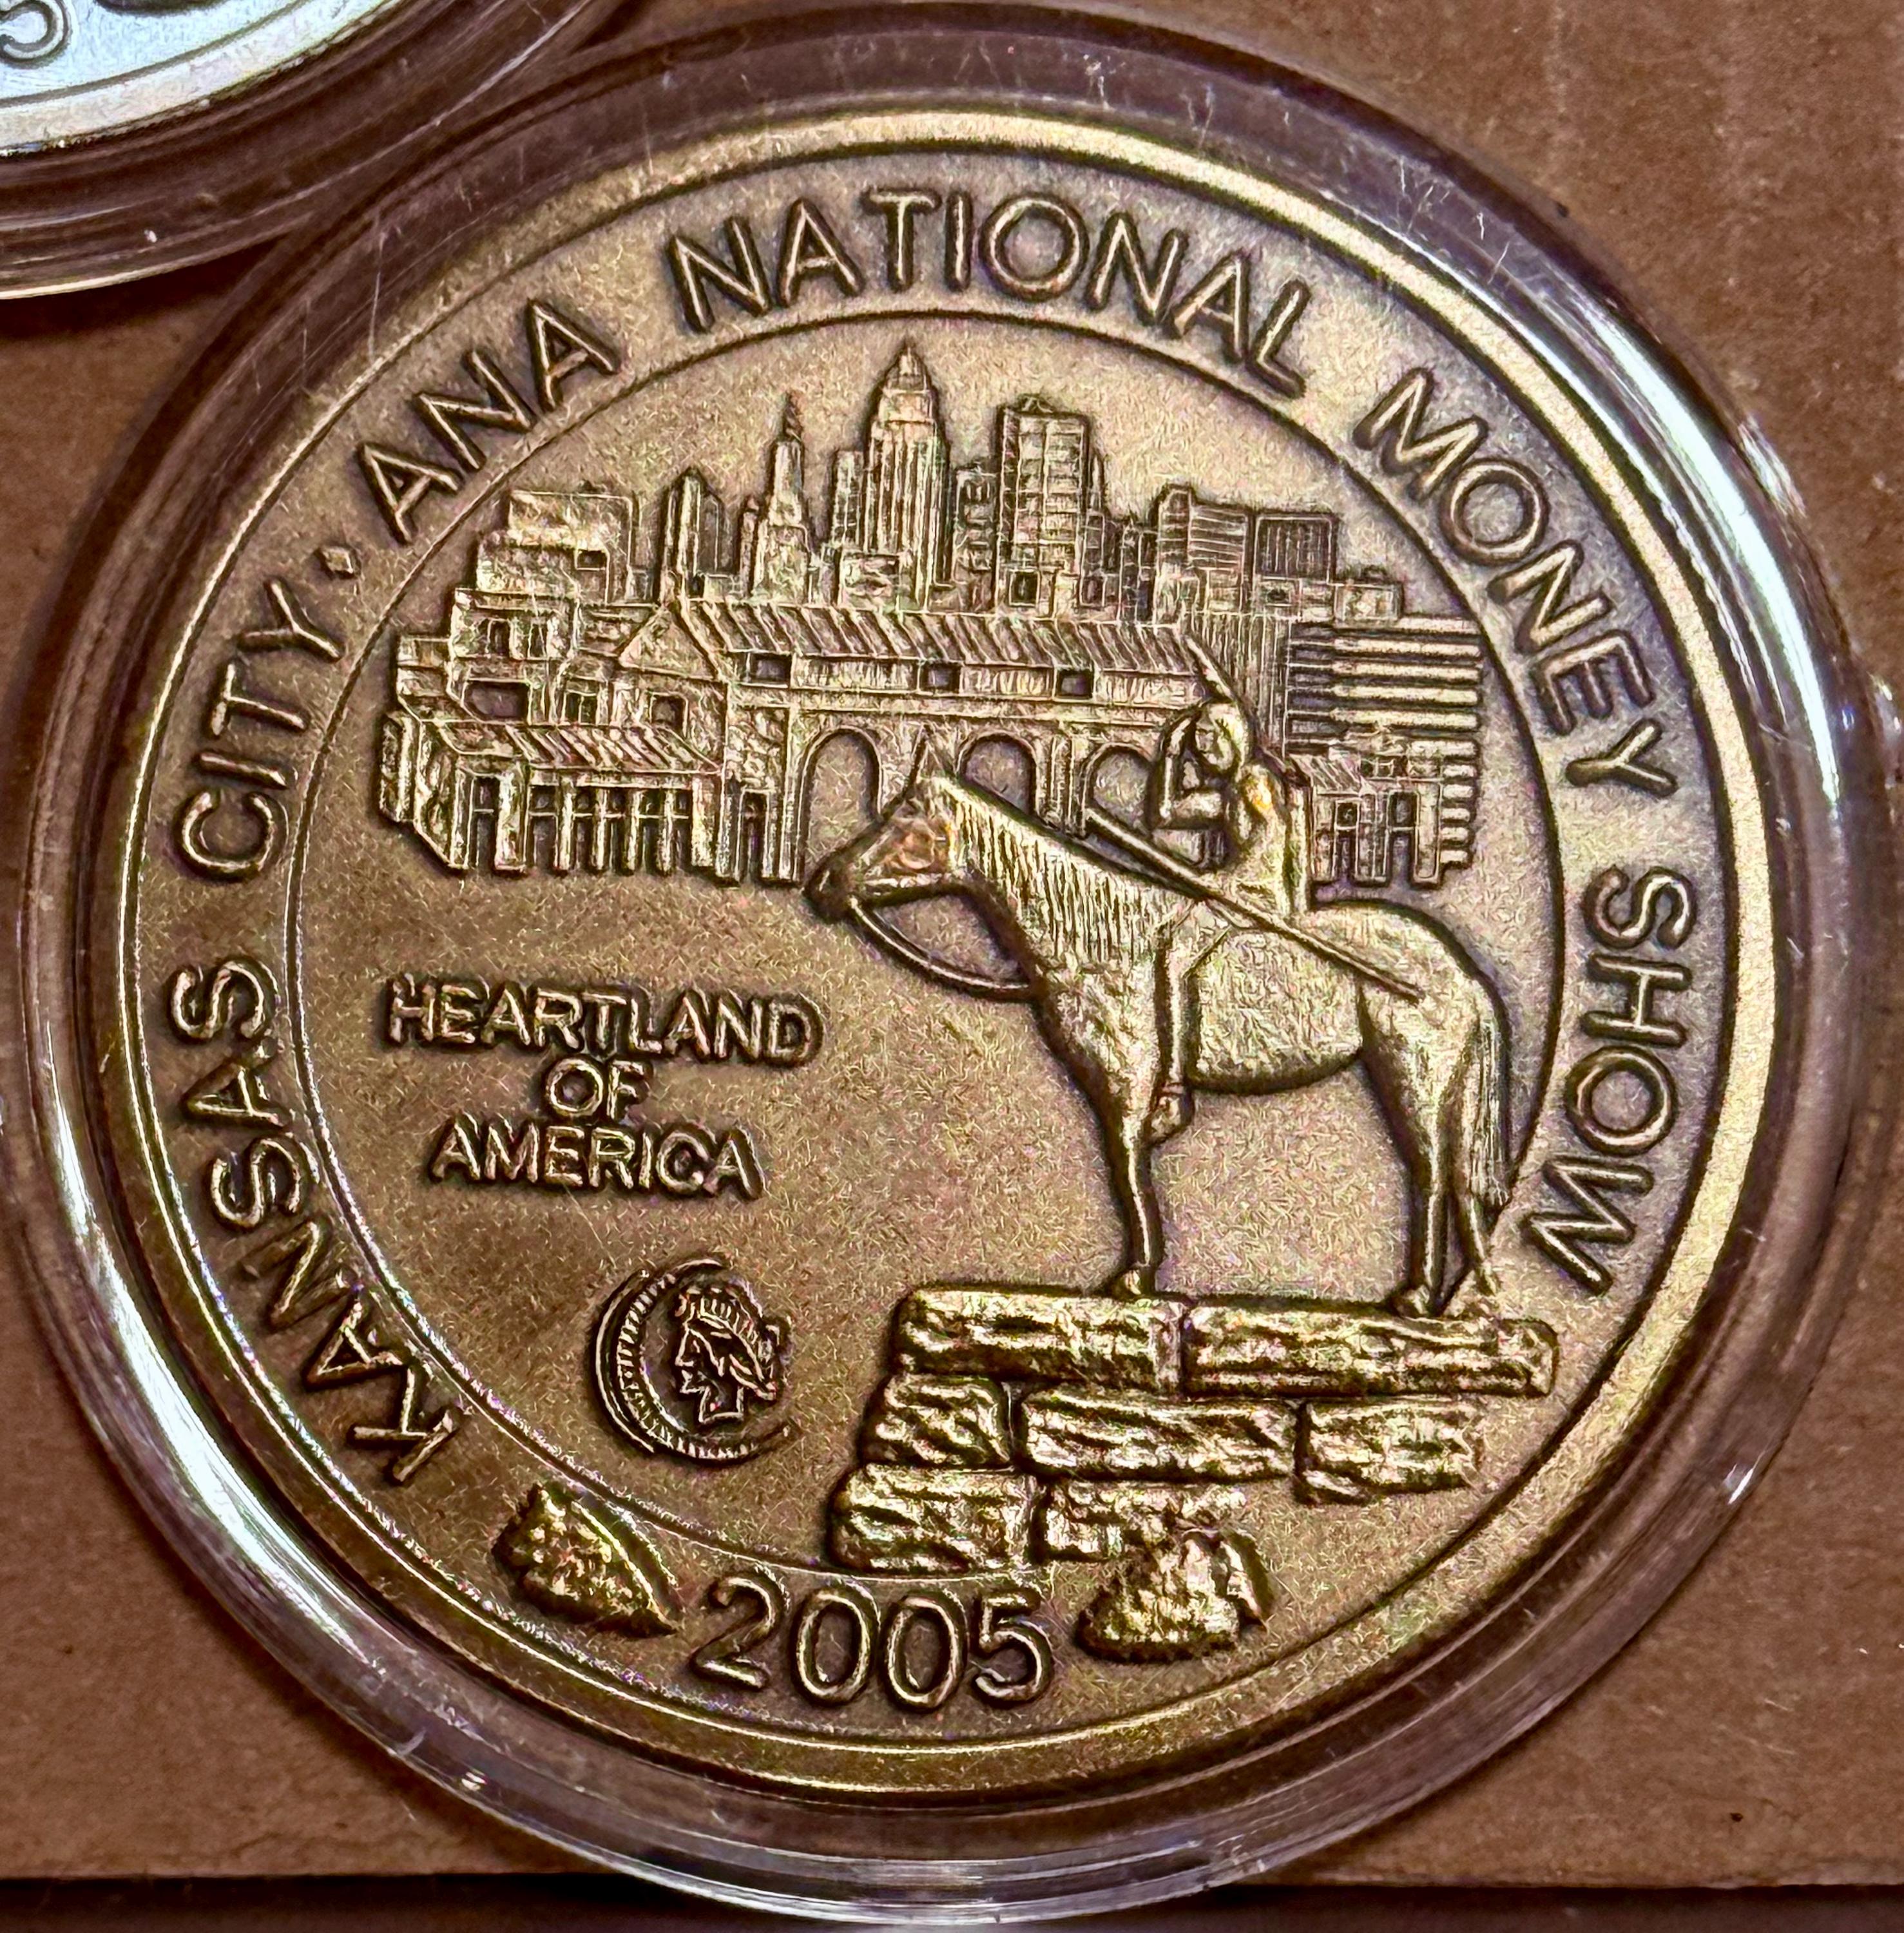 KANSAS CITY · ANA NATIONAL MONEY SHOW
HEARTLAND
OF
AMERICA
2005